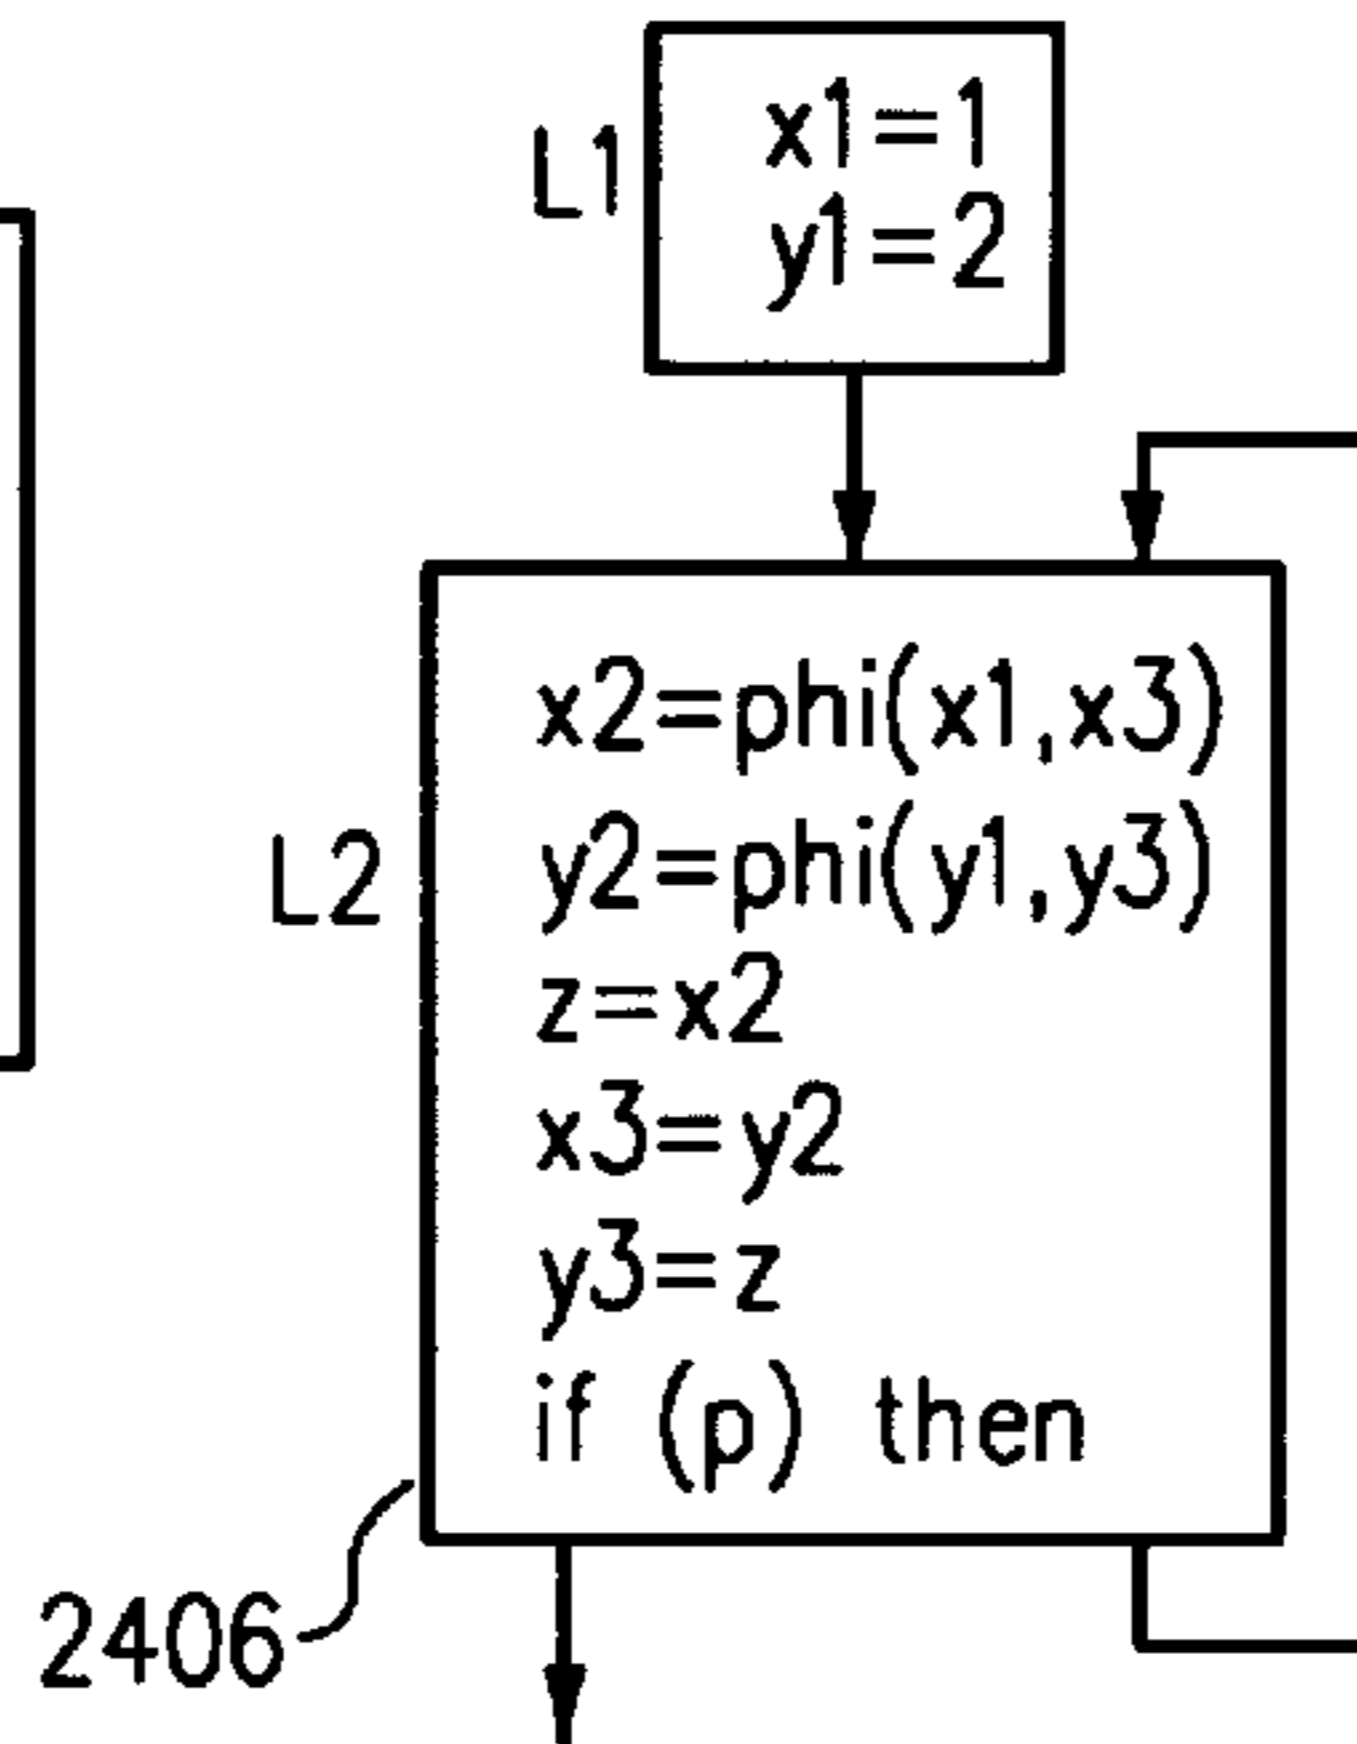 L1
x1=1
y1=2
L2
x2=phi(x1,x3)
y2=phi(y1,y3)
z=x2
x3=y2
y3=z
if (p) then
2406